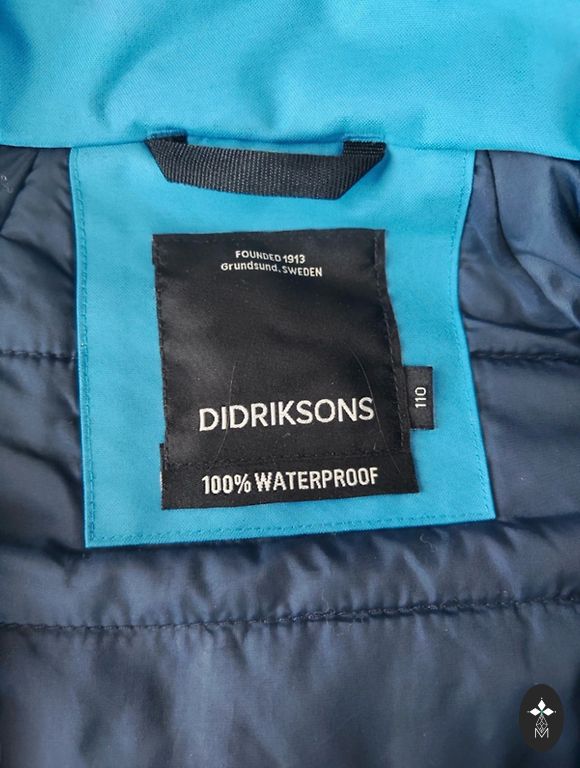 FOUNDED 1913
Grundsund, SWEDEN
DIDRIKSONS
110
100% WATERPROOF
M